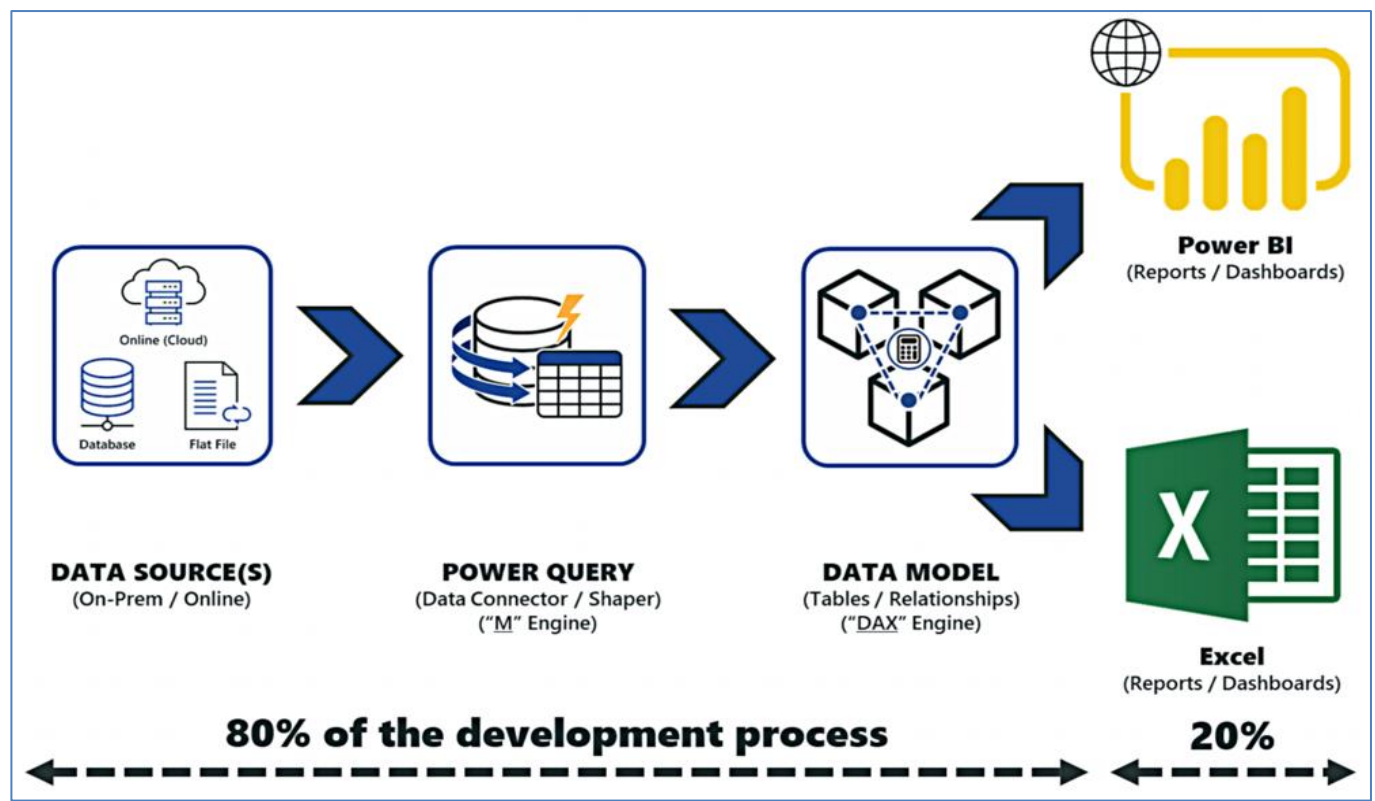 Online (Cloud)
Database
Flat File
DATA SOURCE(S)
(On-Prem / Online)
POWER QUERY
(Data Connector / Shaper)
("M" Engine)
DATA MODEL
(Tables / Relationships)
("DAX" Engine)
Power BI
(Reports / Dashboards)
X
Excel
(Reports / Dashboards)
80% of the development process
20%